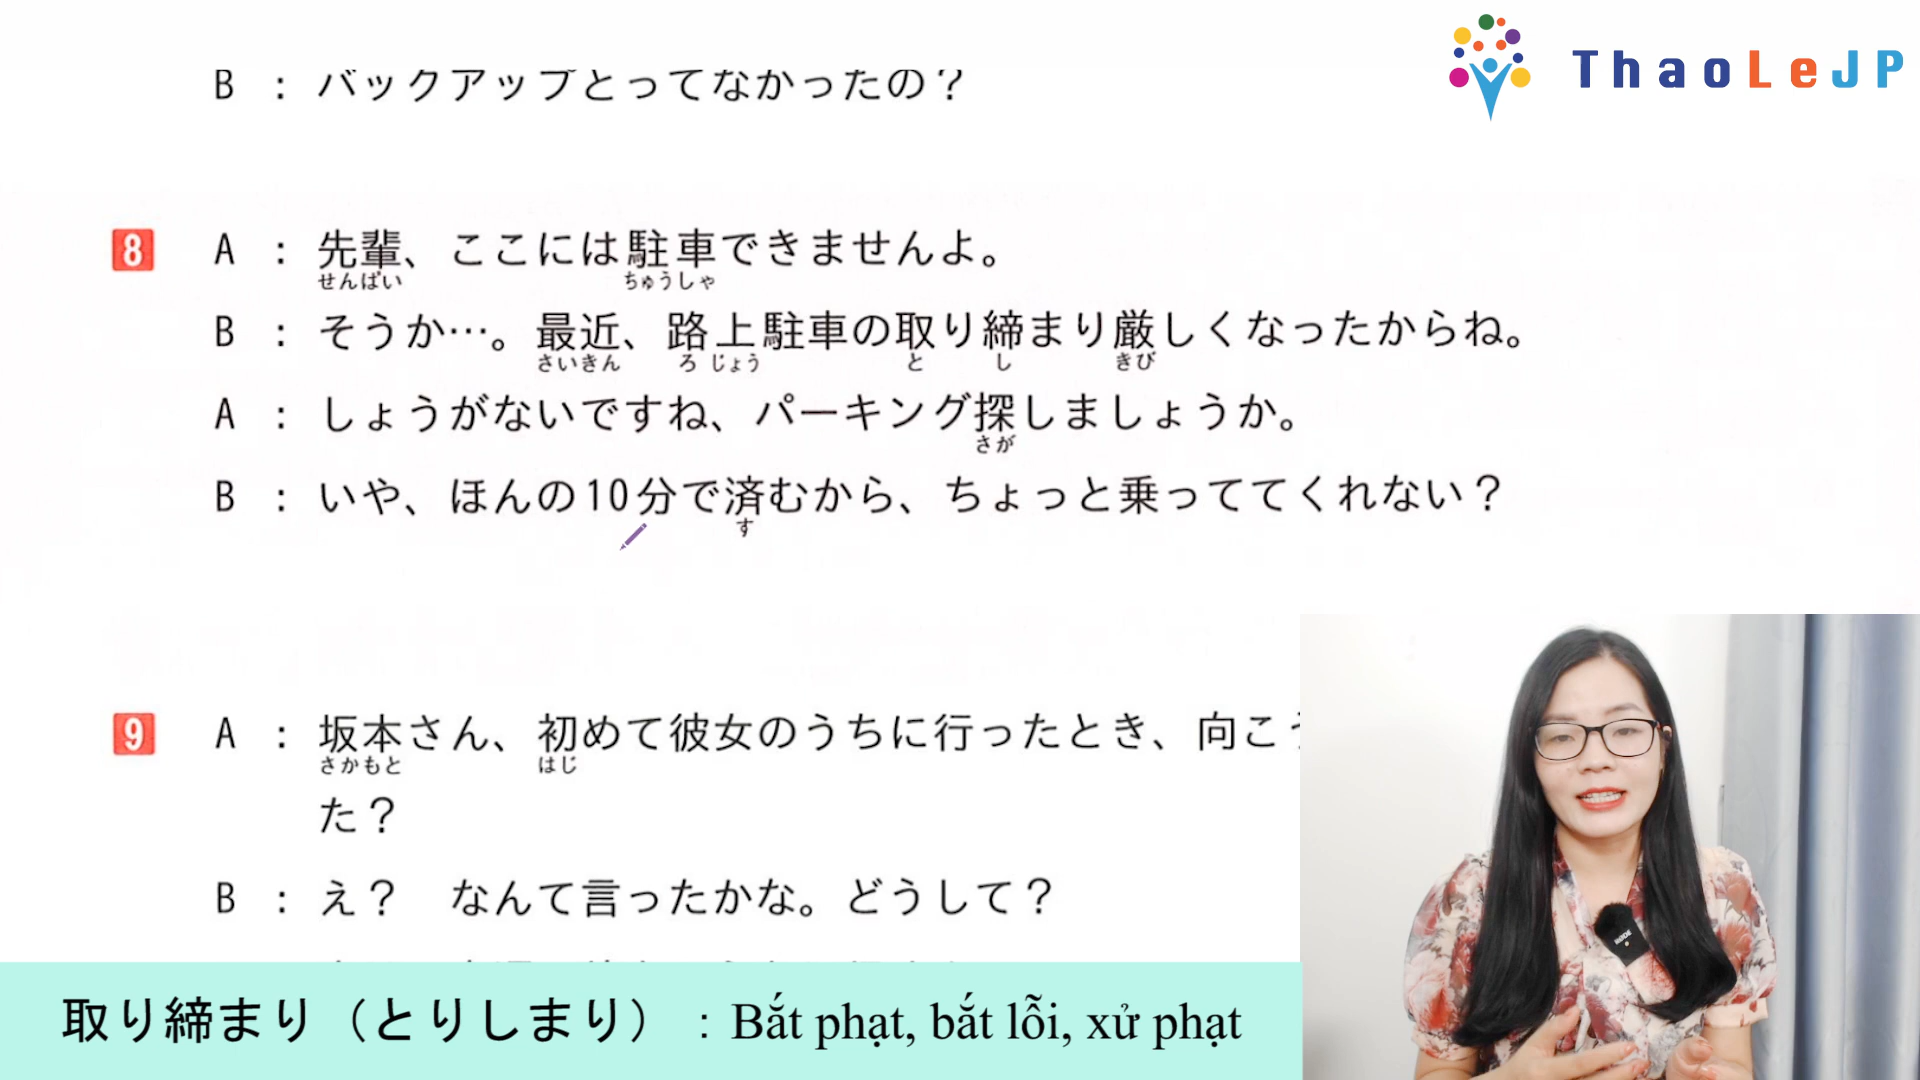 ThaoLeJP
B : バックアップとってなかったの？
8 A : 先輩、ここには駐車できませんよ。
せんぱい ちゅうしゃ
B : そうか…。最近、路上駐車の取り締まり厳しくなったからね。
さいきん ろ じょう と し きび
A : しょうがないですね、パーキング探しましょうか。
さが
B : いや、ほんの10分で済むから、ちょっと乗っててくれない？
す
9 A : 坂本さん、初めて彼女のうちに行ったとき、向こ
さかもと はじ
た？
B : え？ なんて言ったかな。どうして？
取り締まり（とりしまり） : Bắt phạt, bắt lỗi, xử phạt
RODE